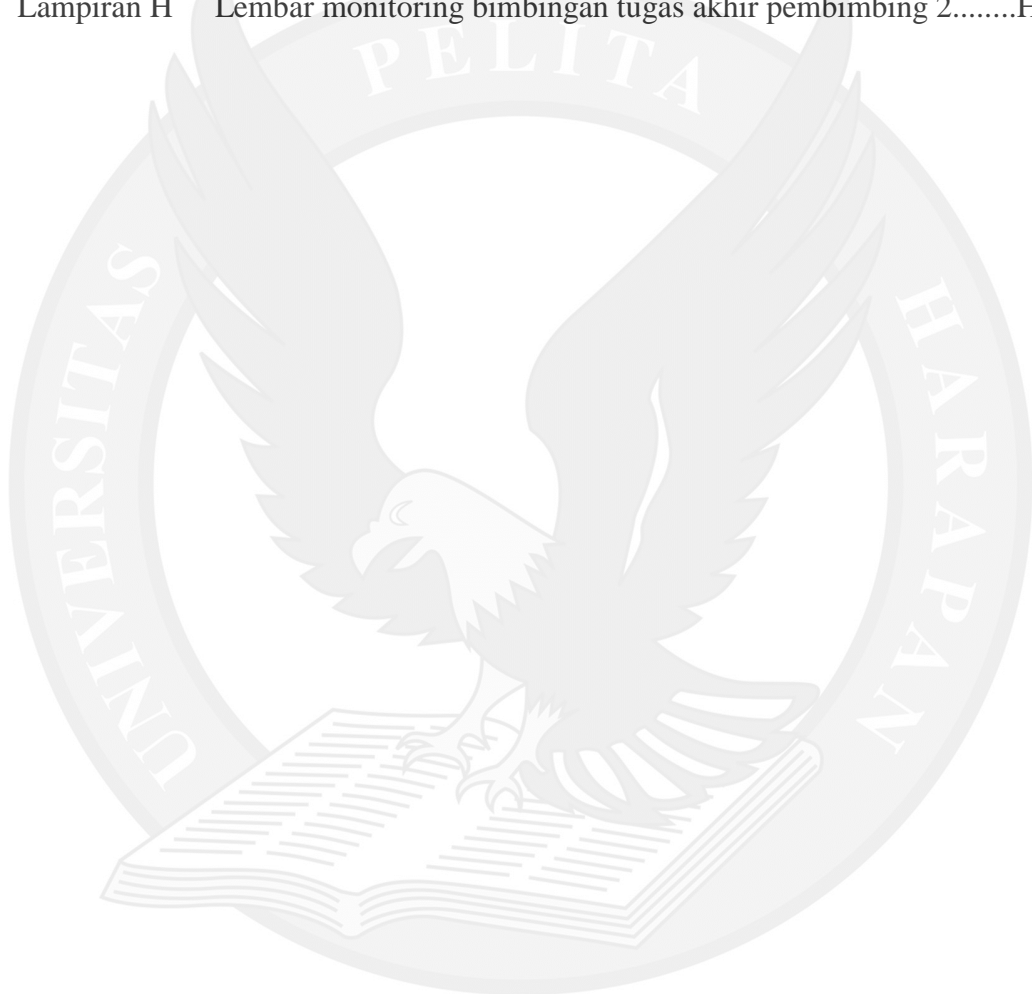 Lampiran H Lembar monitoring bimbingan tugas akhir pembimbing 2........H
UNIVERSITAS PELITA HARAPAN